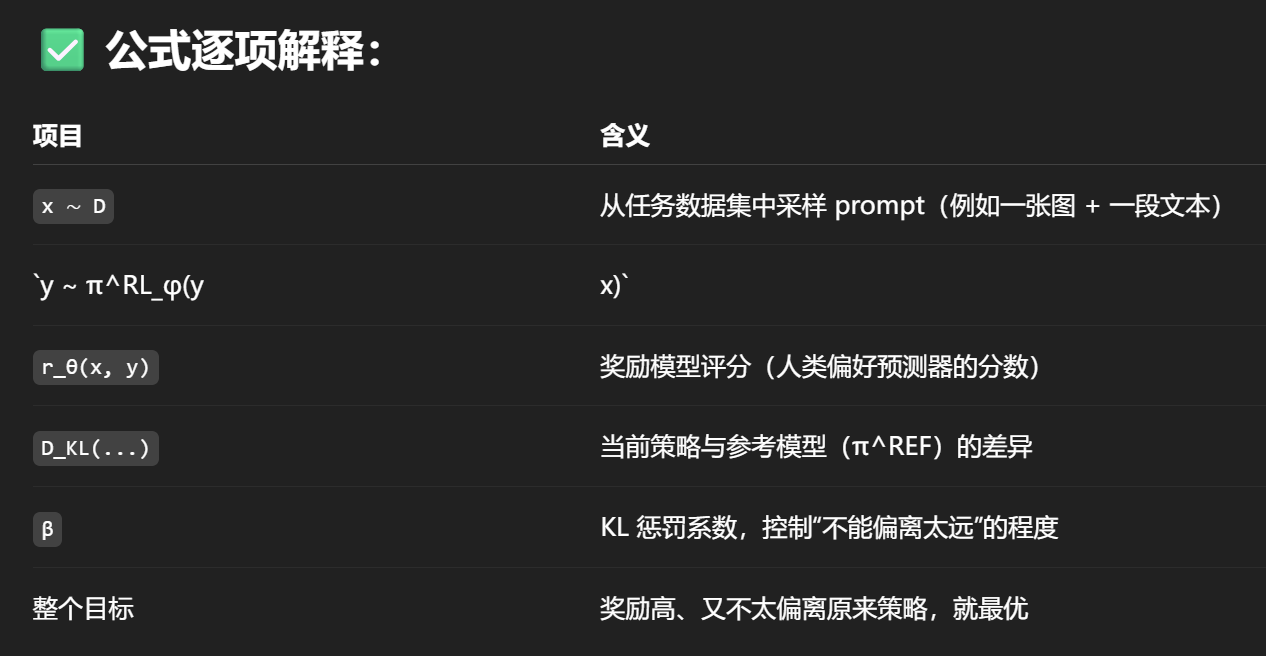 ✅ 公式逐项解释：
项目 含义
x ~ D 从任务数据集中采样 prompt（例如一张图 + 一段文本）
`y ~ π^RL_φ(y x)`
r_θ(x, y) 奖励模型评分（人类偏好预测器的分数）
D_KL(...) 当前策略与参考模型（π^REF）的差异
β KL 惩罚系数，控制“不能偏离太远”的程度
整个目标 奖励高、又不太偏离原来策略，就最优